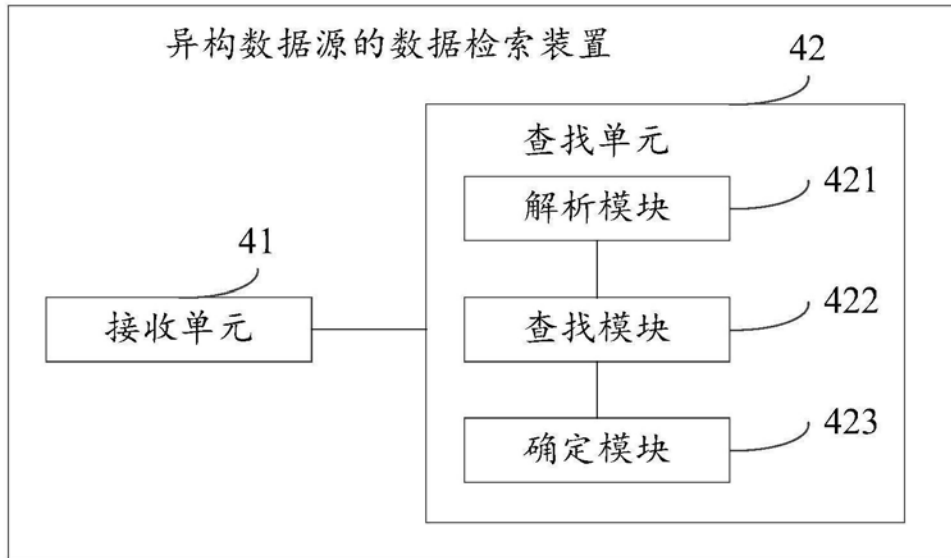 异构数据源的数据检索装置
42
查找单元
解析模块
421
41
接收单元
查找模块
422
确定模块
423